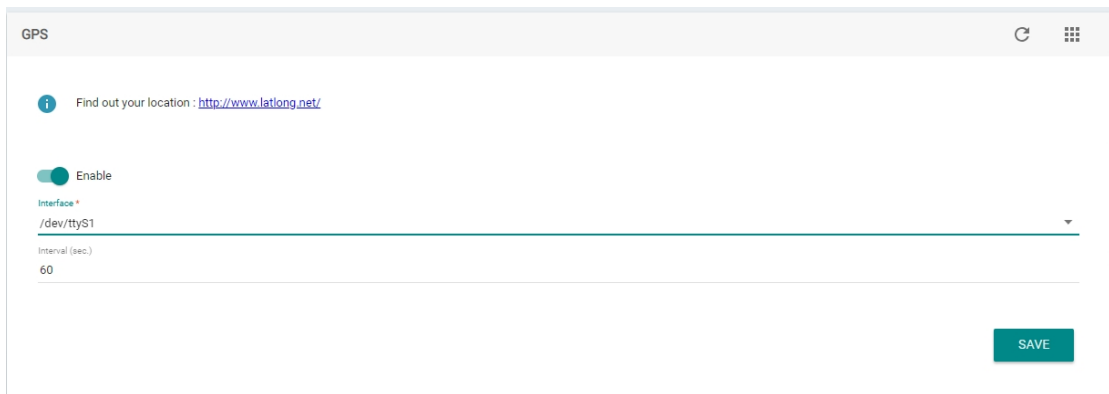 GPS
Find out your location : http://www.latlong.net/
Enable
Interface *
/dev/ttyS1
Interval (sec.)
60
SAVE